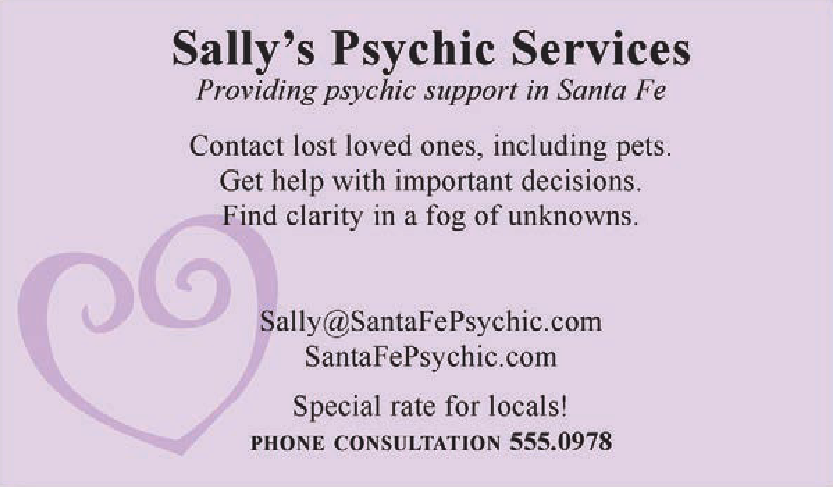 Sally’s Psychic Services
Providing psychic support in Santa Fe
Contact lost loved ones, including pets.
Get help with important decisions.
Find clarity in a fog of unknowns.
Sally@SantaFePsychic.com
SantaFePsychic.com
Special rate for locals!
PHONE CONSULTATION 555.0978